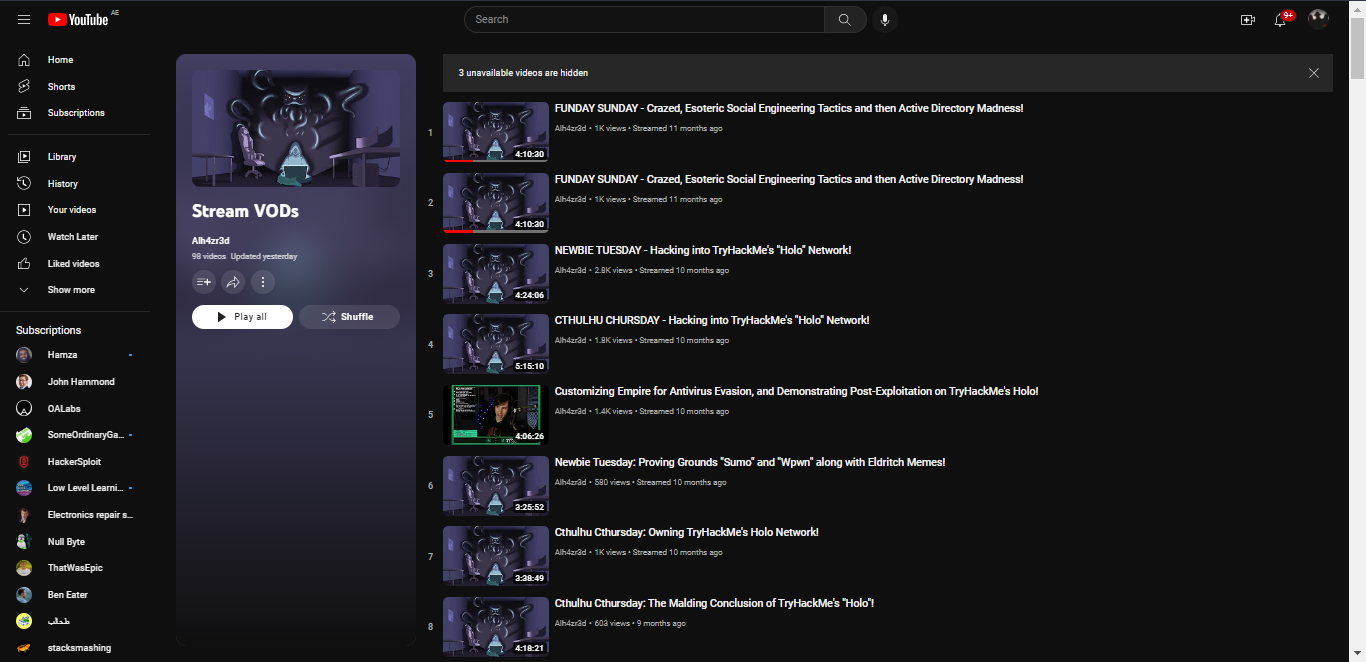 YouTube AE
Search
9+
Home
Shorts
Subscriptions
Library
History
Your videos
Watch Later
Liked videos
Show more
Subscriptions
Hamza
John Hammond
OALabs
SomeOrdinaryGa...
HackerSploit
Low Level Learni...
Electronics repair s...
Null Byte
ThatWasEpic
Ben Eater
طحالب
stacksmashing
Stream VODs
Alh4zr3d
98 videos Updated yesterday
Play all
Shuffle
3 unavailable videos are hidden
1
4:10:30
FUNDAY SUNDAY - Crazed, Esoteric Social Engineering Tactics and then Active Directory Madness!
Alh4zr3d • 1K views • Streamed 11 months ago
2
4:10:30
FUNDAY SUNDAY - Crazed, Esoteric Social Engineering Tactics and then Active Directory Madness!
Alh4zr3d • 1K views • Streamed 11 months ago
3
4:24:06
NEWBIE TUESDAY - Hacking into TryHackMe's "Holo" Network!
Alh4zr3d • 2.8K views • Streamed 10 months ago
4
5:15:10
CTHULHU CHURSDAY - Hacking into TryHackMe's "Holo" Network!
Alh4zr3d • 1.8K views • Streamed 10 months ago
5
4:06:26
Customizing Empire for Antivirus Evasion, and Demonstrating Post-Exploitation on TryHackMe's Holo!
Alh4zr3d • 1.4K views • Streamed 10 months ago
6
3:25:52
Newbie Tuesday: Proving Grounds "Sumo" and "Wpwn" along with Eldritch Memes!
Alh4zr3d • 580 views • Streamed 10 months ago
7
3:38:49
Cthulhu Cthursday: Owning TryHackMe's Holo Network!
Alh4zr3d • 1K views • Streamed 10 months ago
8
4:18:21
Cthulhu Cthursday: The Malding Conclusion of TryHackMe's "Holo"!
Alh4zr3d • 603 views • 9 months ago